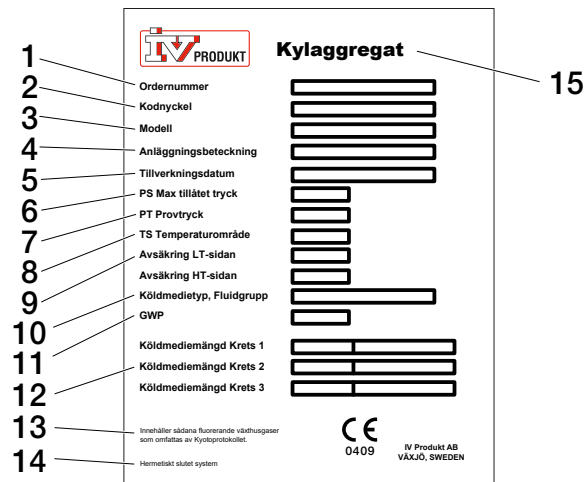 IV PRODUKT
Kylaggregat
15
1 Ordernummer
2 Kodnyckel
3 Modell
4 Anläggningsbeteckning
5 Tillverkningsdatum
6 PS Max tillåtet tryck
7 PT Provtryck
8 TS Temperaturområde
9 Avsäkring LT-sidan
Avsäkring HT-sidan
10 Köldmedietyp, Fluidgrupp
11 GWP
Köldmediemängd Krets 1
12 Köldmediemängd Krets 2
Köldmediemängd Krets 3
13 Innehåller sådana fluorerande växthusgaser
som omfattas av Kyotoprotokollet.
CE
0409
IV Produkt AB
VÄXJÖ, SWEDEN
14 Hermetiskt slutet system